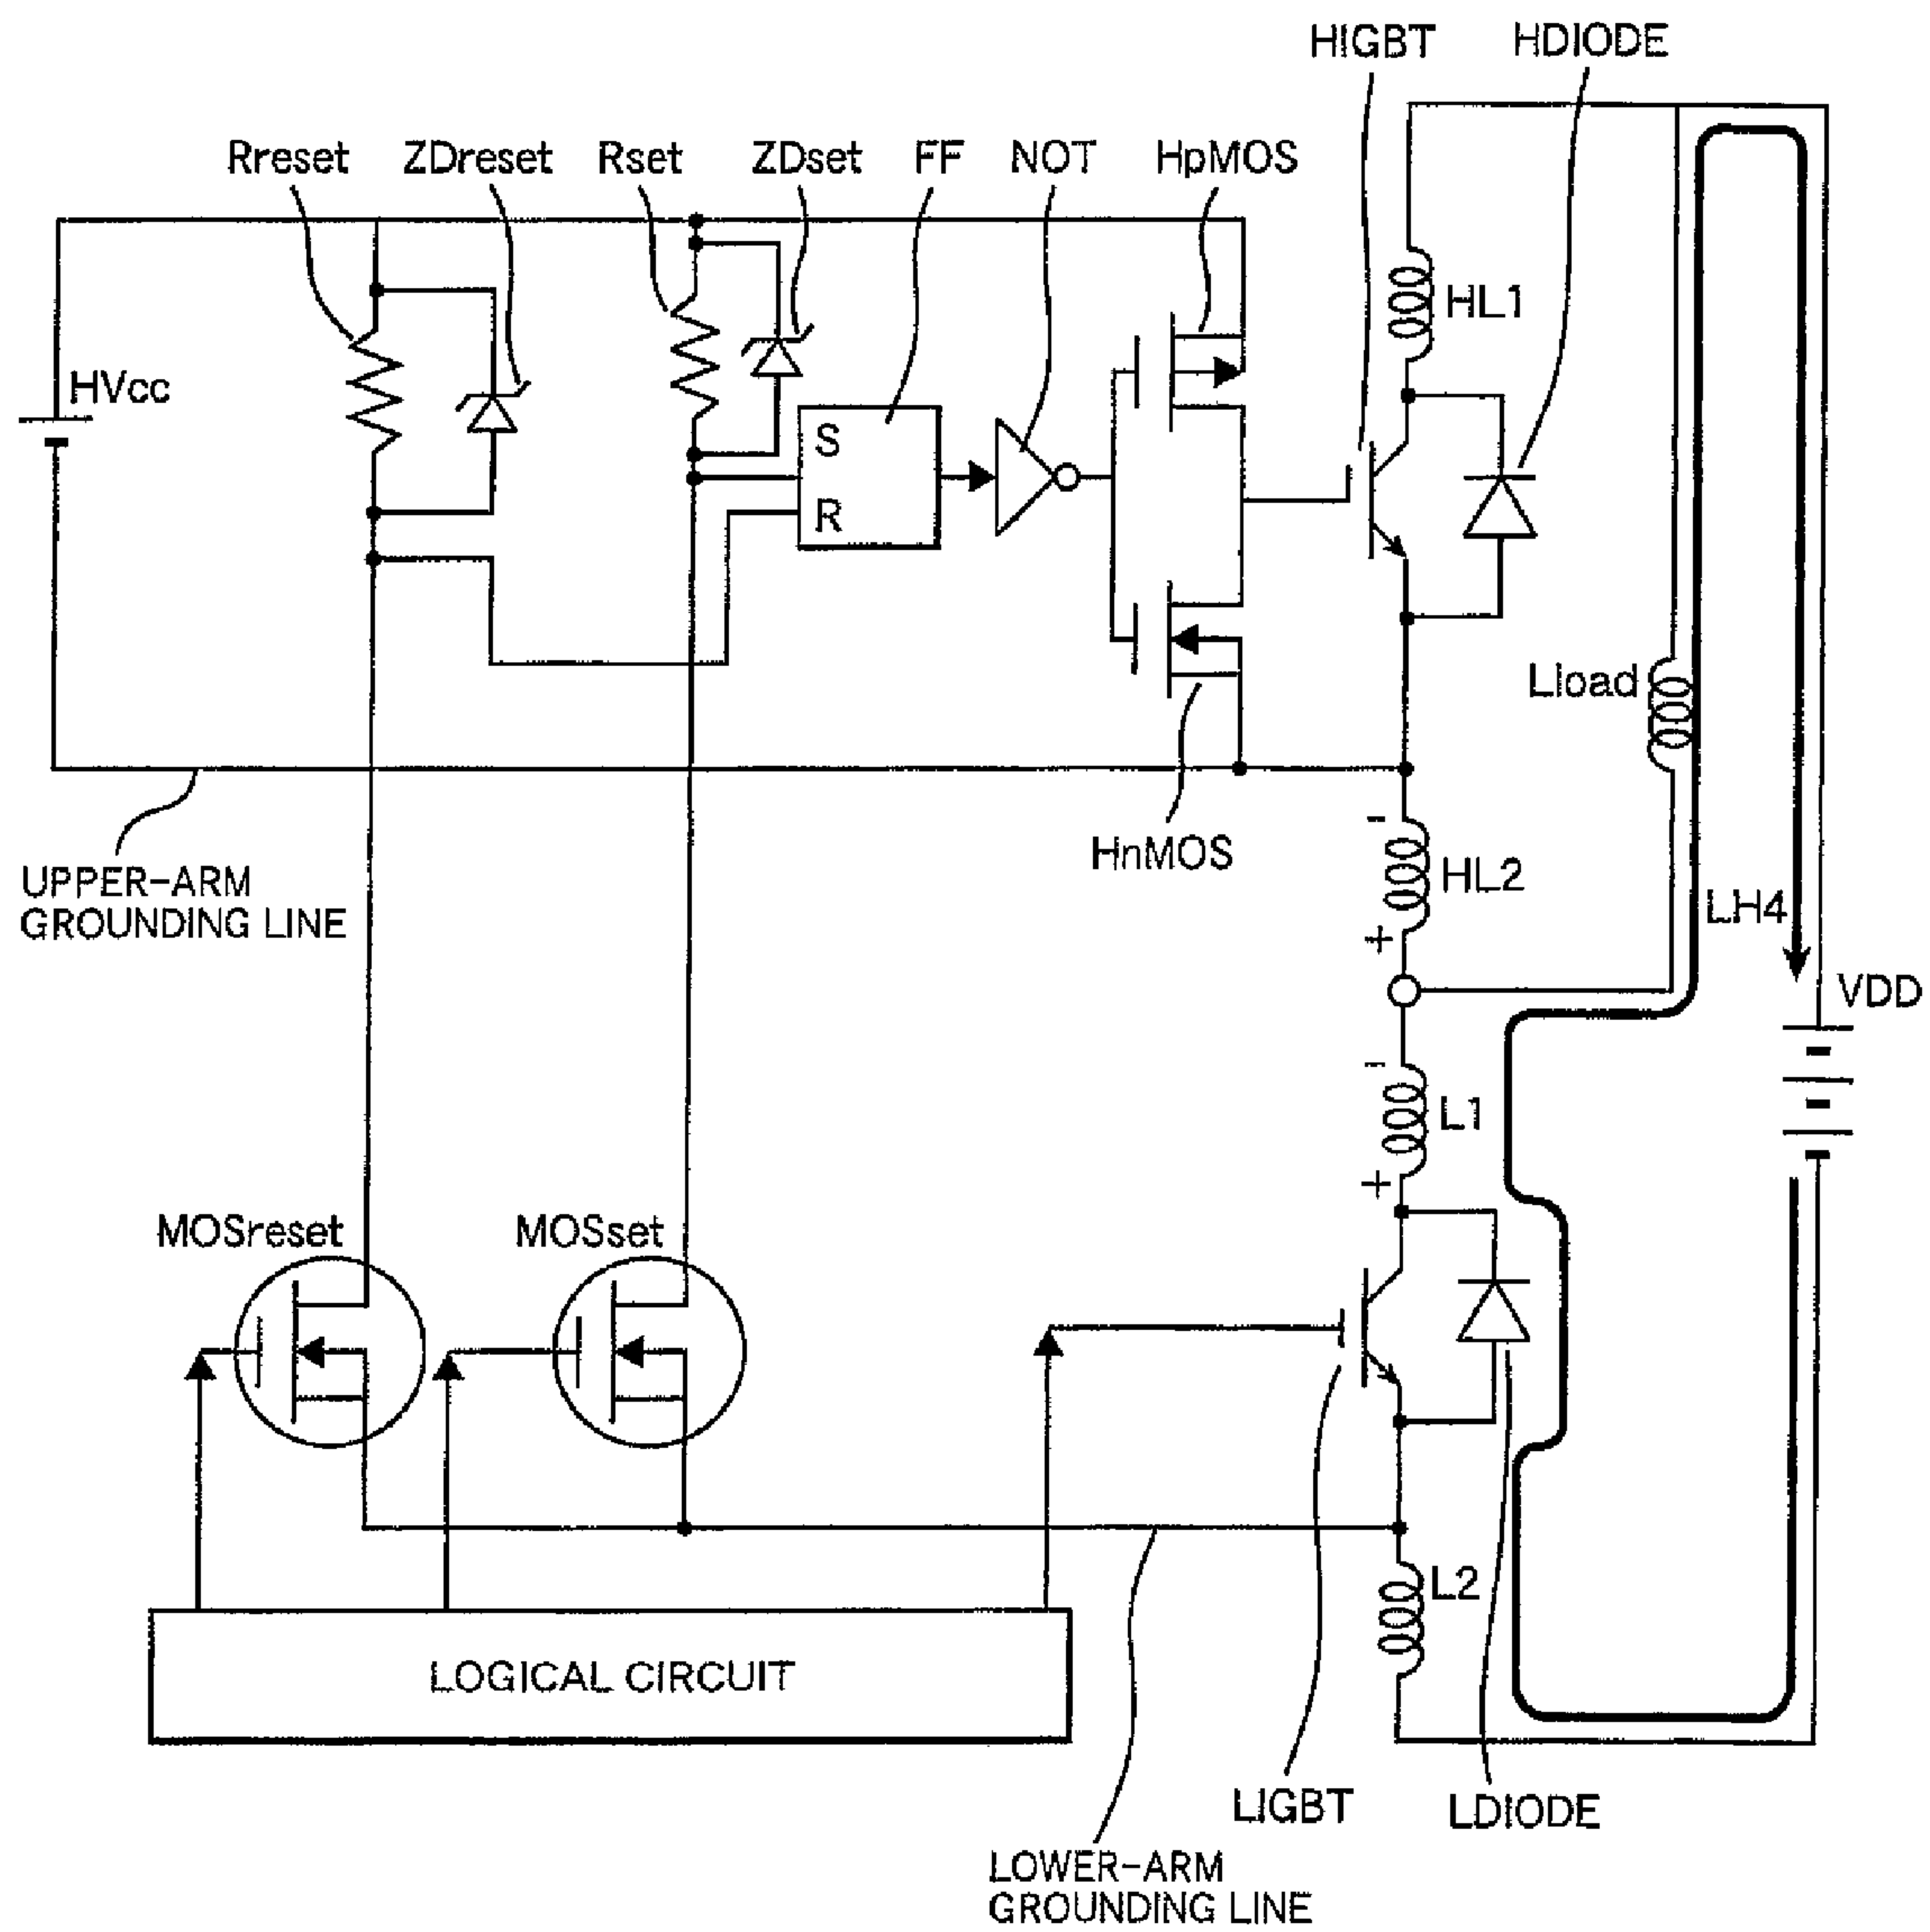 HIGBT HDIODE
Rreset ZDreset Rset ZDset FF NOT HpMOS
HL1
HVcc
S
R
Lload
HnMOS
-
HL2
+
UPPER-ARM
GROUNDING LINE
LH4
VDD
-
L1
+
MOSreset MOSset
L2
LOGICAL CIRCUIT
LIGBT LDIODE
LOWER-ARM
GROUNDING LINE